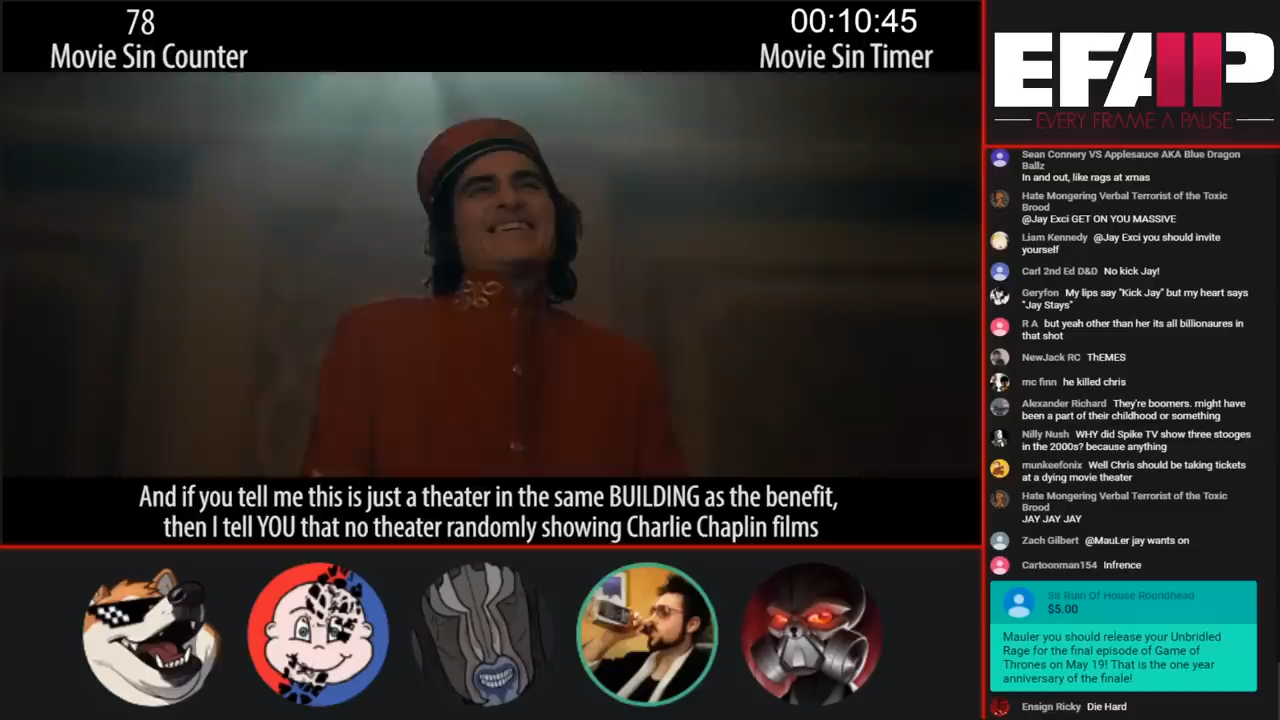 78
Movie Sin Counter
00:10:45
Movie Sin Timer
And if you tell me this is just a theater in the same BUILDING as the benefit,
then I tell YOU that no theater randomly showing Charlie Chaplin films
EFAP
EVERY FRAME A PAUSE
Sean Connery VS Applesauce AKA Blue Dragon
Ballz
In and out, like rags at xmas
Hate Mongering Verbal Terrorist of the Toxic
Brood
@Jay Exci GET ON YOU MASSIVE
Liam Kennedy @Jay Exci you should invite
yourself
Carl 2nd Ed D&D No kick Jay!
Geryfon My lips say "Kick Jay" but my heart says
"Jay Stays"
R A but yeah other than her its all billionaures in
that shot
NewJack RC ThEMES
mc finn he killed chris
Alexander Richard They're boomers. might have
been a part of their childhood or something
Nilly Nush WHY did Spike TV show three stooges
in the 2000s? because anything
munkeefonix Well Chris should be taking tickets
at a dying movie theater
Hate Mongering Verbal Terrorist of the Toxic
Brood
JAY JAY JAY
Zach Gilbert @MauLer jay wants on
Cartoonman154 Infrence
Sir Ruin Of House Roundhead
$5.00
Mauler you should release your Unbridled
Rage for the final episode of Game of
Thrones on May 19! That is the one year
anniversary of the finale!
Ensign Ricky Die Hard